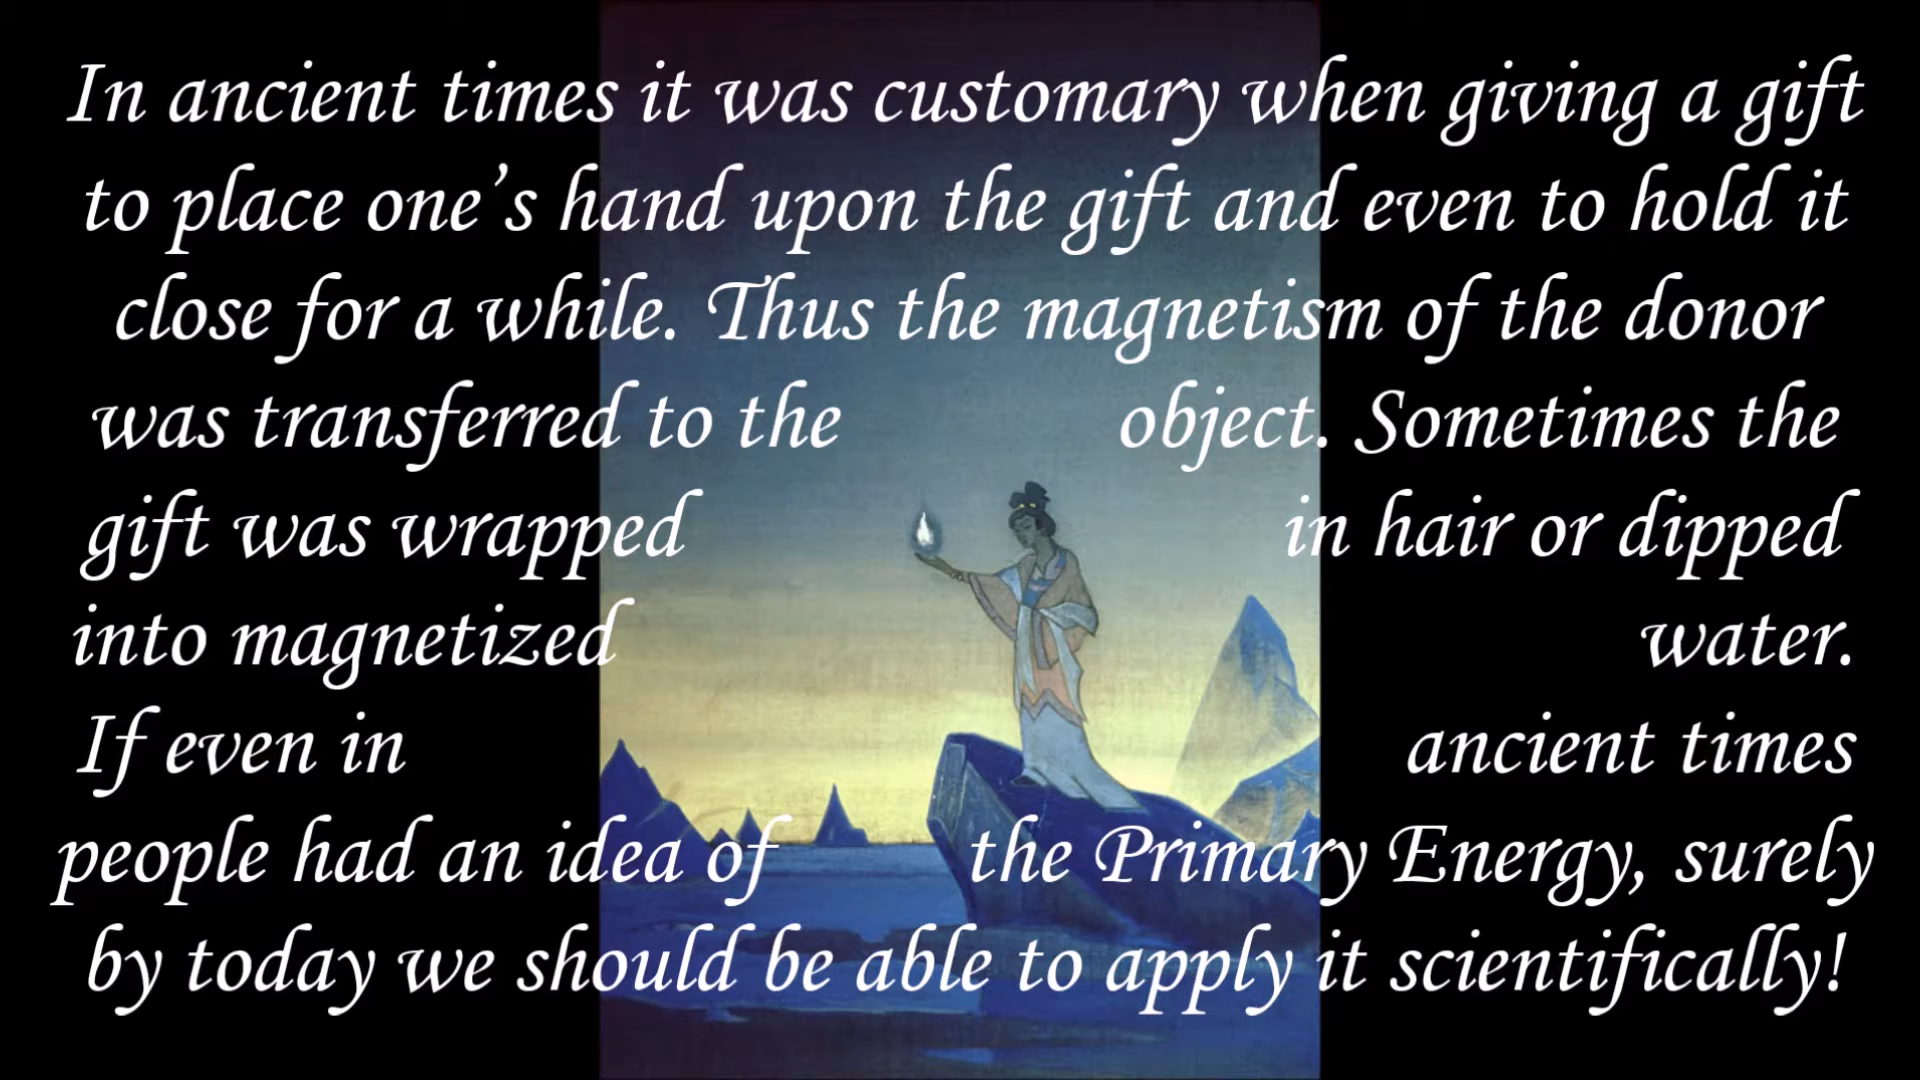 In ancient times it was customary when giving a gift
to place one’s hand upon the gift and even to hold it
close for a while. Thus the magnetism of the donor
was transferred to the object. Sometimes the
gift was wrapped in hair or dipped
into magnetized water.
If even in ancient times
people had an idea of the Primary Energy, surely
by today we should be able to apply it scientifically!